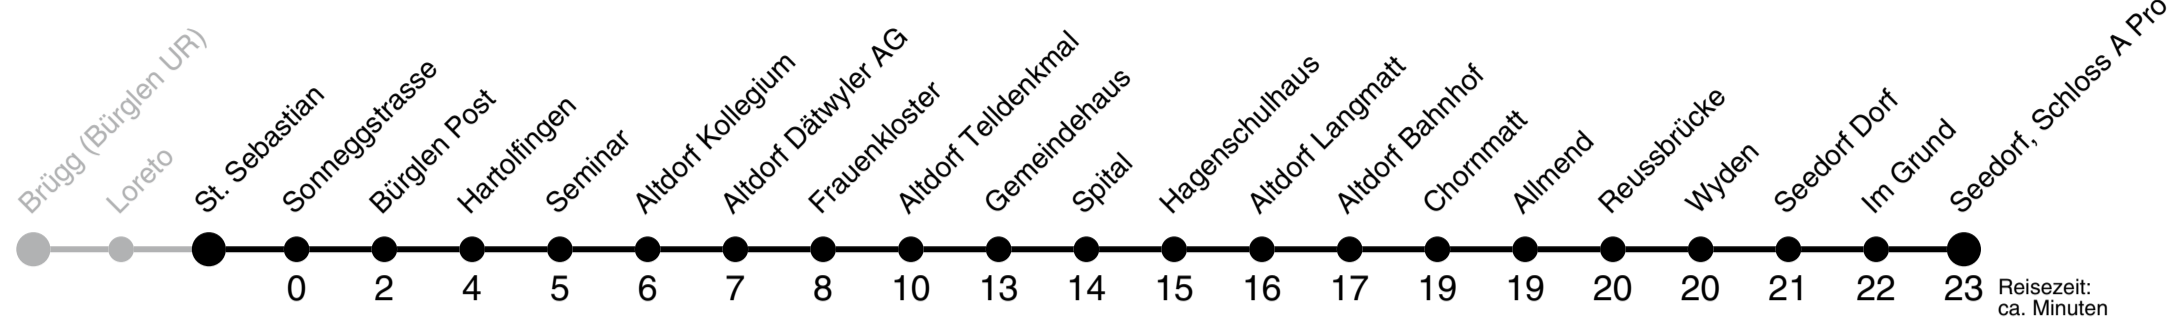 Brügg (Bürglen UR)
Loreto
St. Sebastian
Sonneggstrasse
Bürglen Post
Hartolfingen
Seminar
Altdorf Kollegium
Altdorf Dätwyler AG
Frauenkloster
Altdorf Telldenkmal
Gemeindehaus
Spital
Hagenschulhaus
Altdorf Langmatt
Altdorf Bahnhof
Chornmatt
Allmend
Reussbrücke
Wyden
Seedorf Dorf
Im Grund
Seedorf, Schloss A Pro
0 2 4 5 6 7 8 10 13 14 15 16 17 19 19 20 20 21 22 23
Reisezeit:
ca. Minuten